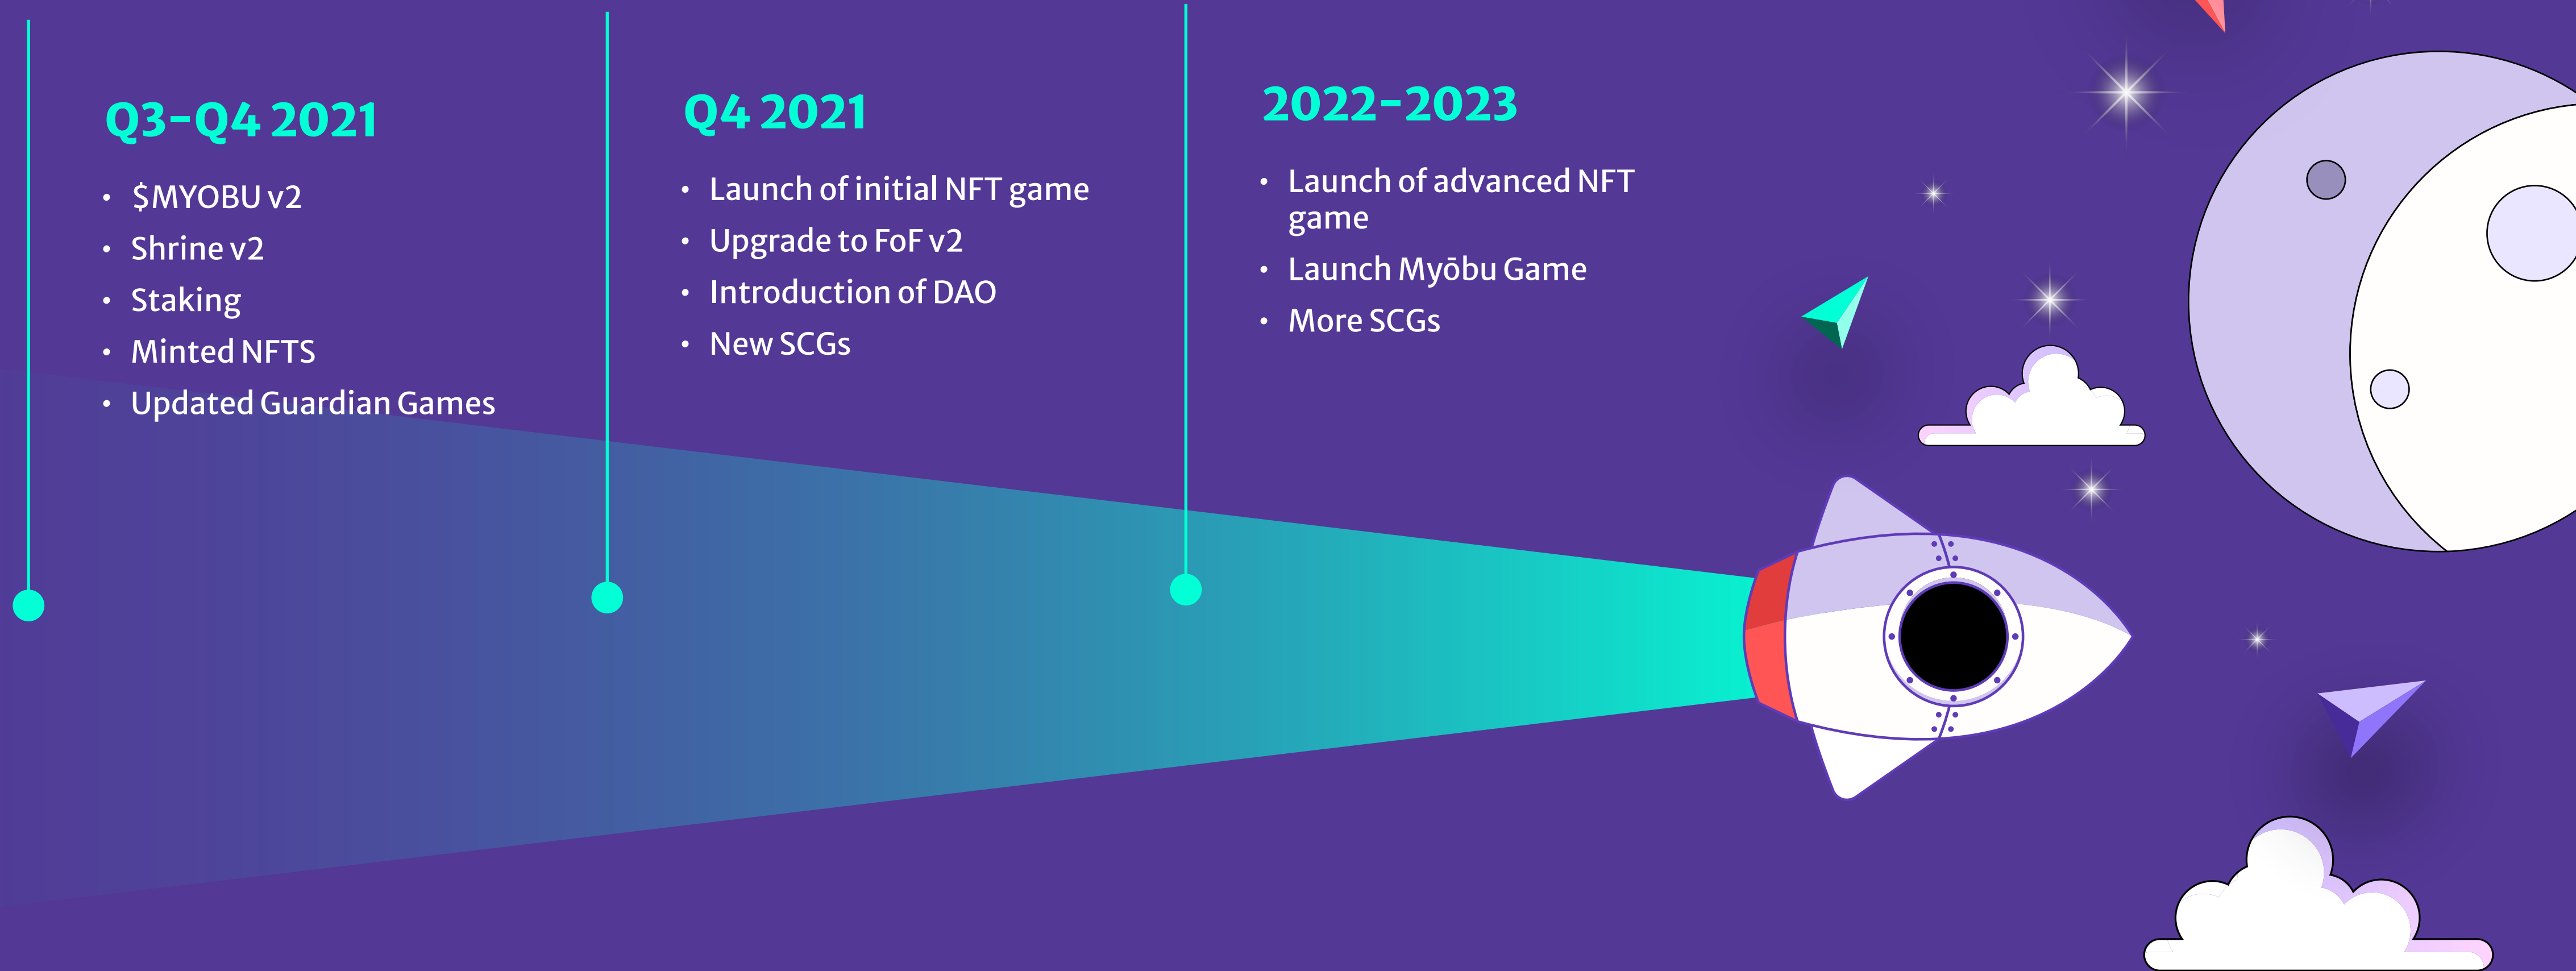 Q3-Q4 2021
• $MYOBU v2
• Shrine v2
• Staking
• Minted NFTS
• Updated Guardian Games
Q4 2021
• Launch of initial NFT game
• Upgrade to FoF v2
• Introduction of DAO
• New SCGs
2022-2023
• Launch of advanced NFT
game
• Launch Myōbu Game
• More SCGs